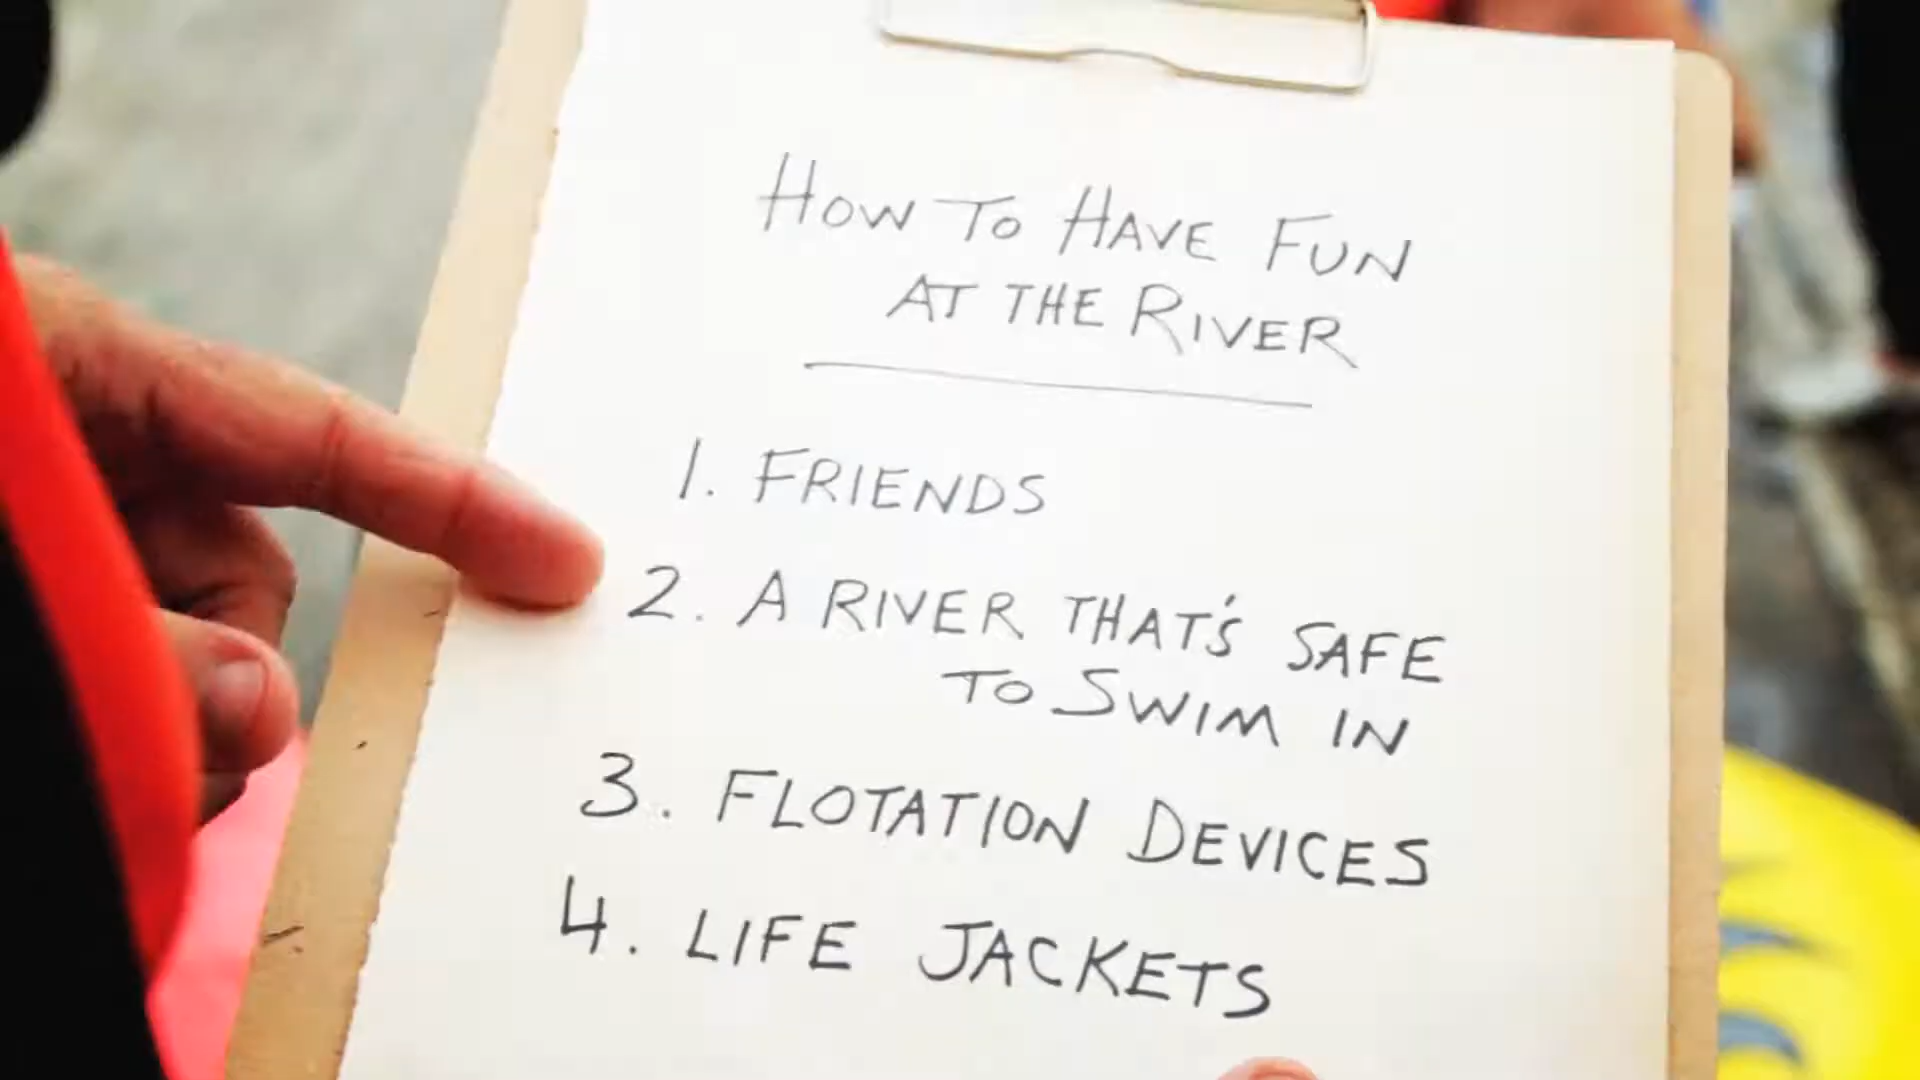 How To Have Fun
at the River
1. Friends
2. A River that's Safe
to Swim in
3. Flotation Devices
4. Life Jackets